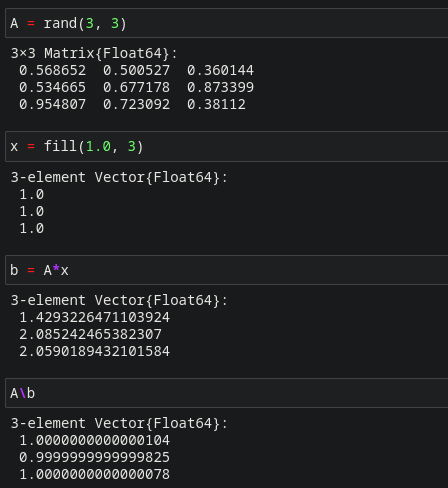 A = rand(3, 3)
3×3 Matrix{Float64}:
0.568652 0.500527 0.360144
0.534665 0.677178 0.873399
0.954807 0.723092 0.38112
x = fill(1.0, 3)
3-element Vector{Float64}:
1.0
1.0
1.0
b = A*x
3-element Vector{Float64}:
1.4293226471103924
2.085242465382307
2.0590189432101584
A\b
3-element Vector{Float64}:
1.0000000000000104
0.9999999999999825
1.0000000000000078